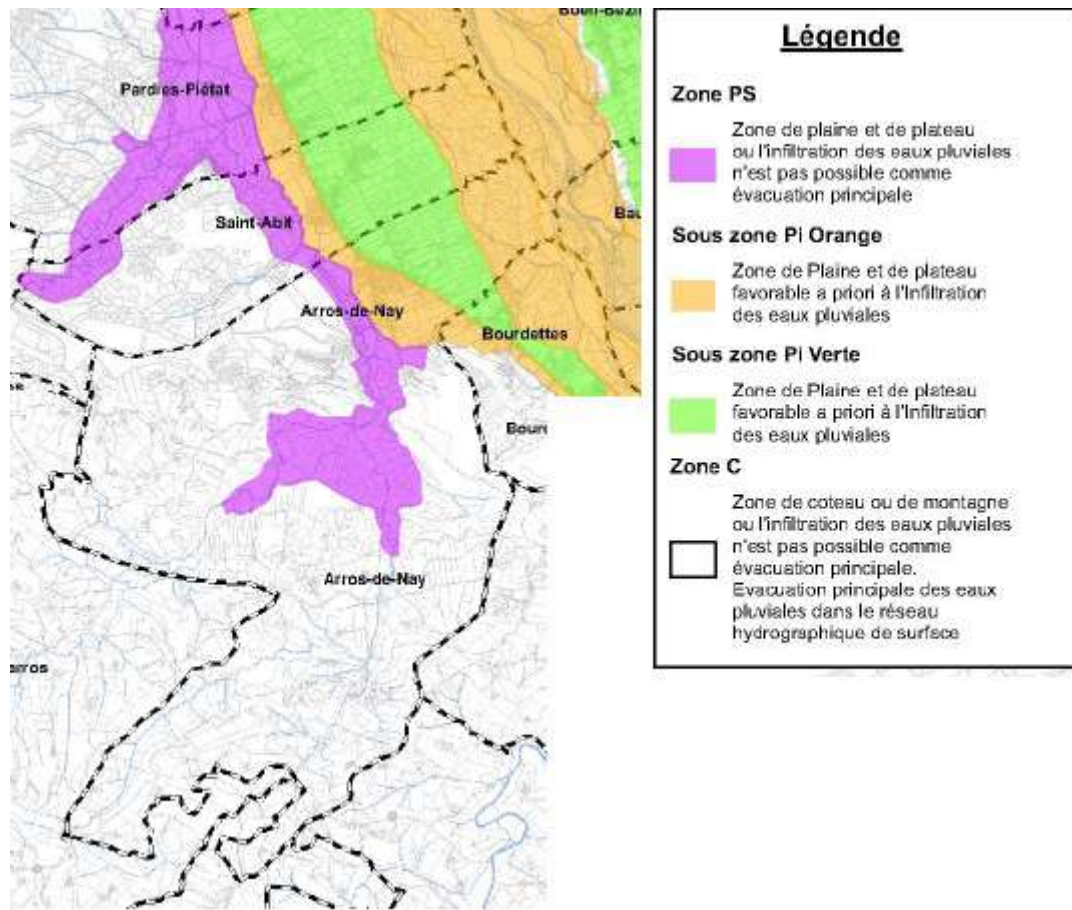 Pardies-Piétat
Saint-Abit
Arros-de-Nay
Bourdettes
Bau
Bour
Arros-de-Nay
arros
Légende
Zone PS
Zone de plaine et de plateau
ou l'infiltration des eaux pluviales
n'est pas possible comme
évacuation principale
Sous zone Pi Orange
Zone de Plaine et de plateau
favorable a priori à l'Infiltration
des eaux pluviales
Sous zone Pi Verte
Zone de Plaine et de plateau
favorable a priori à l'Infiltration
des eaux pluviales
Zone C
Zone de coteau ou de montagne
ou l'infiltration des eaux pluviales
n'est pas possible comme
évacuation principale.
Evacuation principale des eaux
pluviales dans le réseau
hydrographique de surface